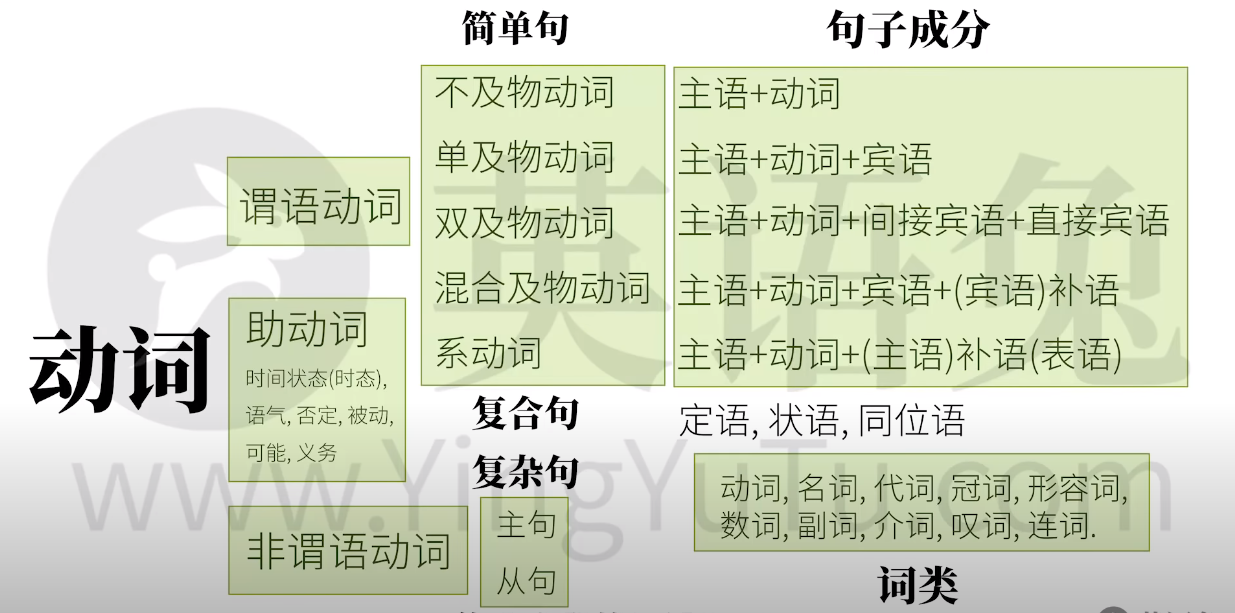 简单句
句子成分
不及物动词
主语+动词
单及物动词
主语+动词+宾语
谓语动词
双及物动词
主语+动词+间接宾语+直接宾语
混合及物动词
主语+动词+宾语+(宾语)补语
系动词
主语+动词+(主语)补语(表语)
动词
助动词
时间状态(时态),
语气, 否定, 被动,
可能, 义务
复合句
定语, 状语, 同位语
复杂句
动词, 名词, 代词, 冠词, 形容词,
数词, 副词, 介词, 叹词, 连词.
非谓语动词
主句
从句
词类
英语兔
www.YingYuTu.com